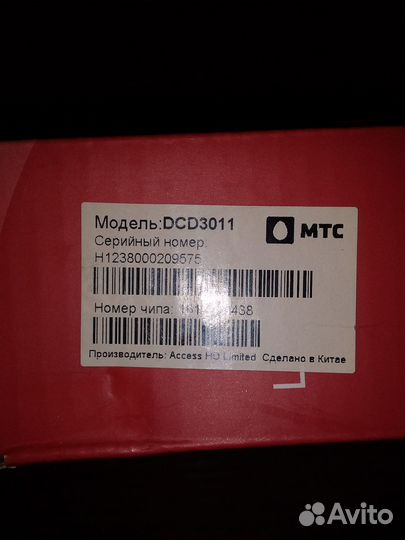 Модель:DCD3011
МТС
Серийный номер:
H1238000209575
Номер чипа:
Производитель: Access HD Limited Сделано в Китае
Avito